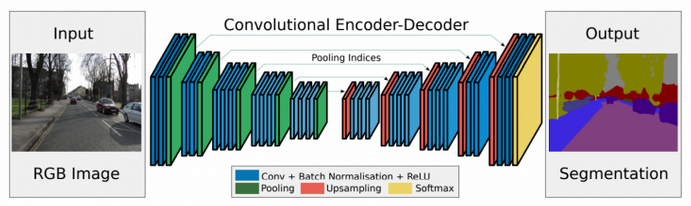 Input
RGB Image
Convolutional Encoder-Decoder
Pooling Indices
Conv + Batch Normalisation + ReLU
Pooling Upsampling Softmax
Output
Segmentation